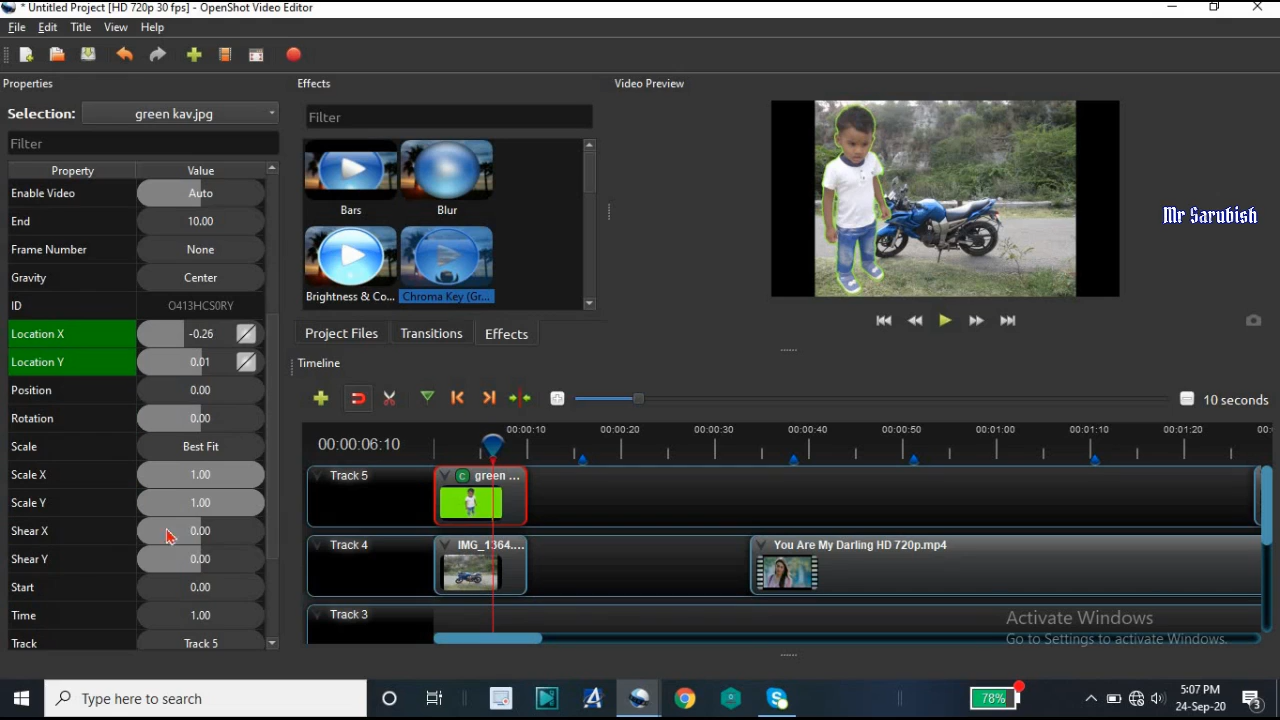 * Untitled Project [HD 720p 30 fps] - OpenShot Video Editor
File Edit Title View Help
Properties
Selection: green kav.jpg
Filter
Property Value
Enable Video Auto
End 10.00
Frame Number None
Gravity Center
ID O413HCS0RY
Location X -0.26
Location Y 0.01
Position 0.00
Rotation 0.00
Scale Best Fit
Scale X 1.00
Scale Y 1.00
Shear X 0.00
Shear Y 0.00
Start 0.00
Time 1.00
Track Track 5
Effects
Filter
Bars Blur
Brightness & Co... Chroma Key (Gr...
Project Files Transitions Effects
Video Preview
Mr Sarubish
Timeline
10 seconds
00:00:06:10
00:00:10 00:00:20 00:00:30 00:00:40 00:00:50 00:01:00 00:01:10 00:01:20 00:
Track 5 C green ...
Track 4 IMG_1364.... You Are My Darling HD 720p.mp4
Track 3
Activate Windows
Go to Settings to activate Windows.
Type here to search
78%
5:07 PM
24-Sep-20
3